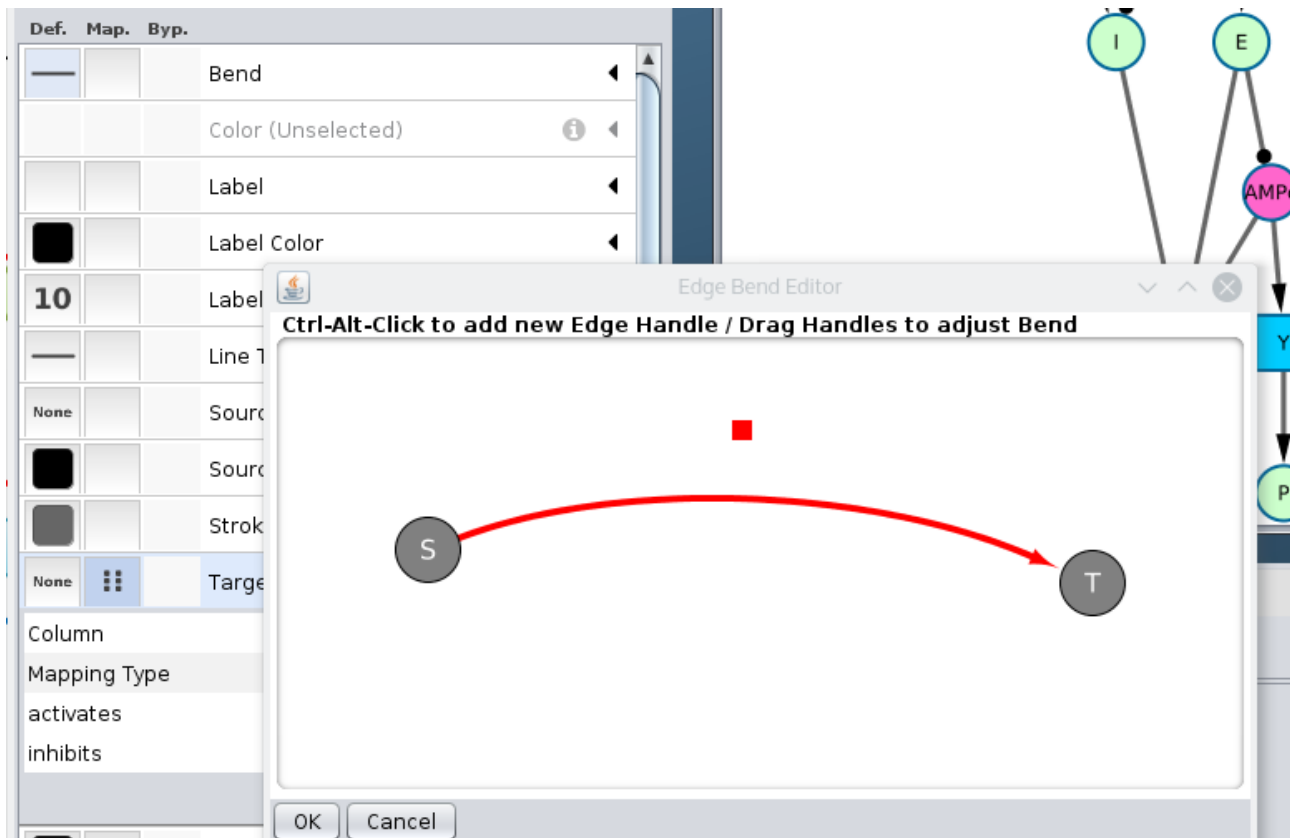 Def. Map. Byp.
Bend
I
E
Color (Unselected)
Label
AMP
Label Color
10
Label
Edge Bend Editor
Ctrl-Alt-Click to add new Edge Handle / Drag Handles to adjust Bend
Line T
Y
None
Sourc
Sourc
P
Strok
S
None
Targe
T
Column
Mapping Type
activates
inhibits
OK
Cancel